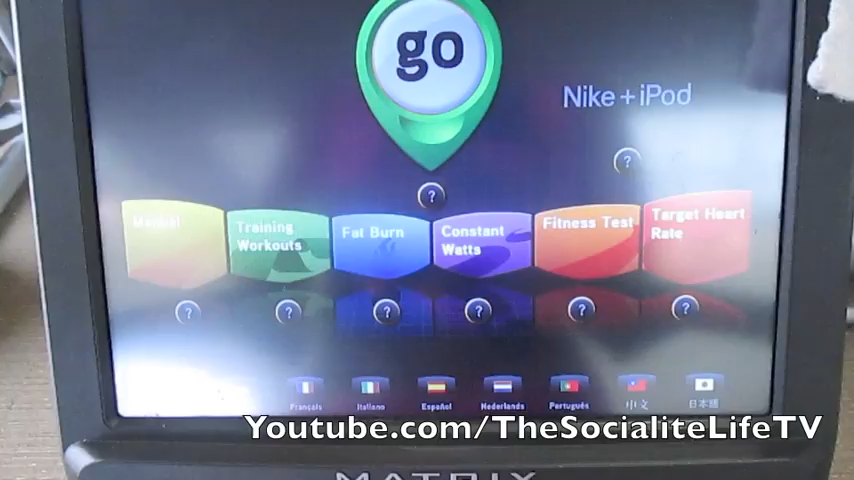 go
Nike + iPod
?
?
Manual
Training
Workouts
Fat Burn
Constant
Watts
Fitness Test
Target Heart
Rate
? ? ? ? ? ?
Français Italiano Español Nederlands Português 中文 日本語
Youtube.com/TheSocialiteLifeTV
MATRIX